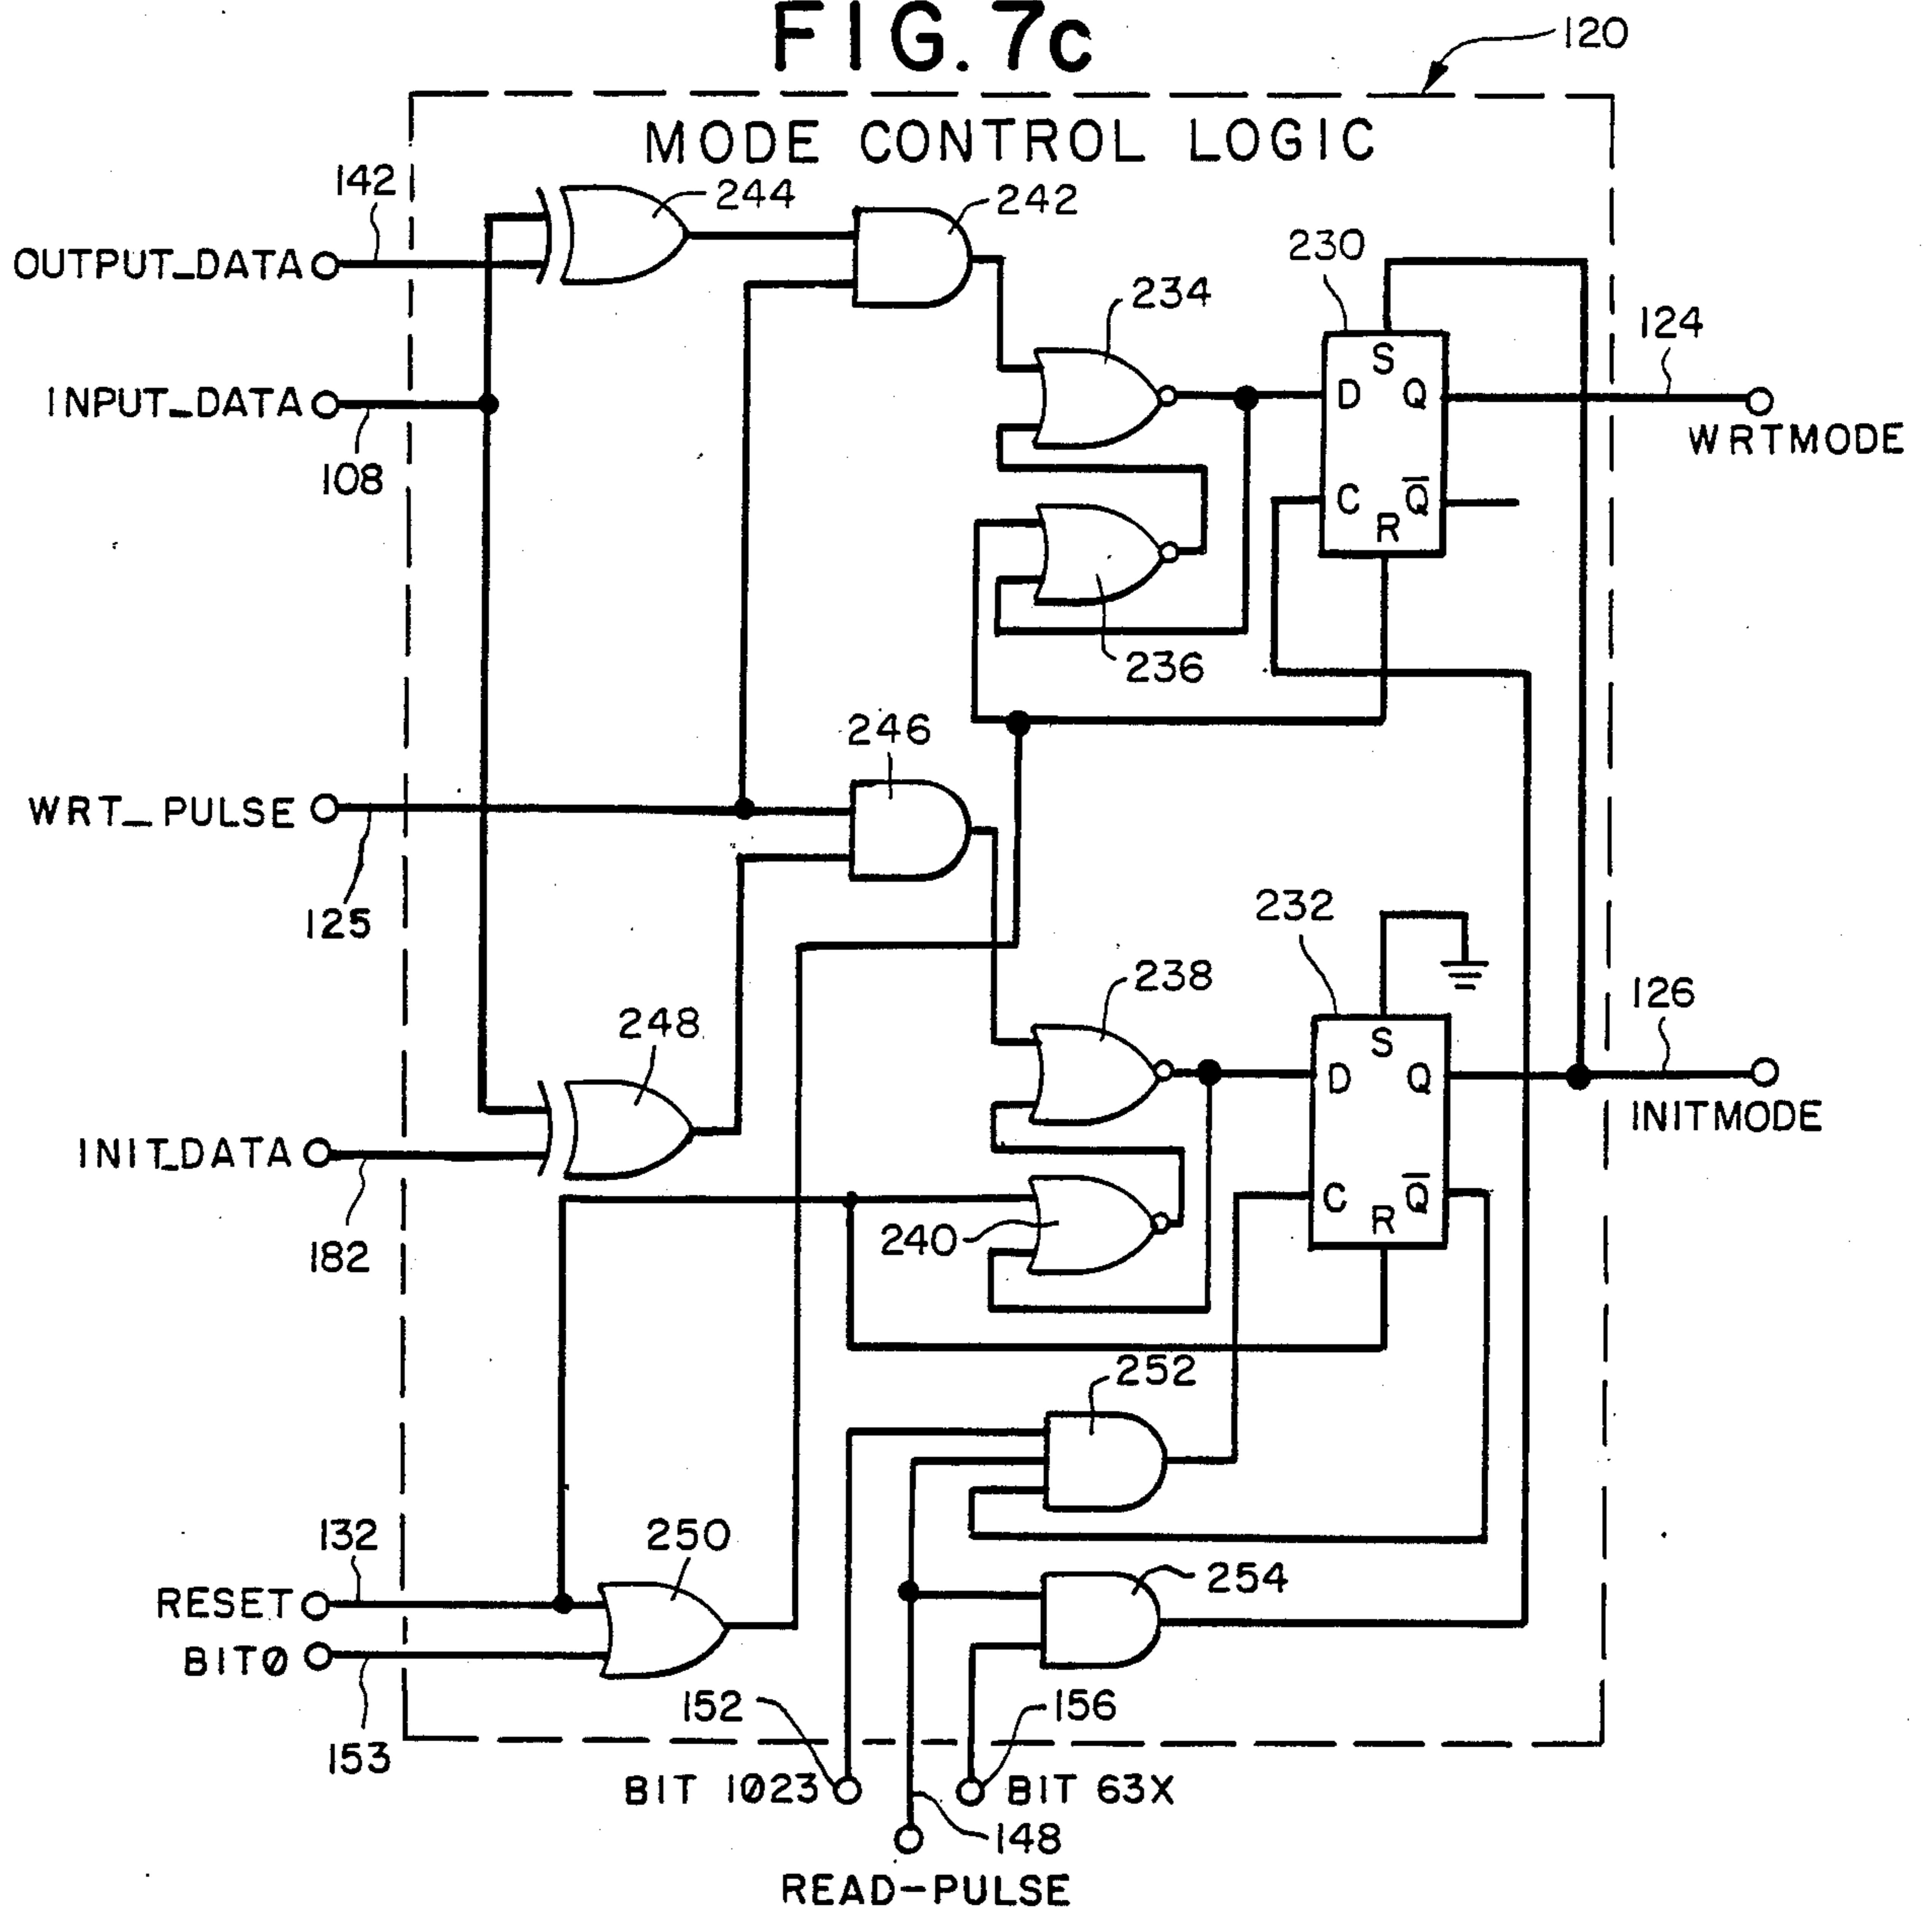 FIG. 7c
120
MODE CONTROL LOGIC
142
244
242
OUTPUT_DATA
230
234
S
124
D Q
INPUT_DATA
WRTMODE
108
C Q̅
R
236
246
WRT_PULSE
125
232
238
126
248
S
D Q
INITMODE
INIT_DATA
C Q̅
R
240
182
252
132
250
254
RESET
BIT0
152
156
153
BIT 1023
BIT 63X
148
READ-PULSE